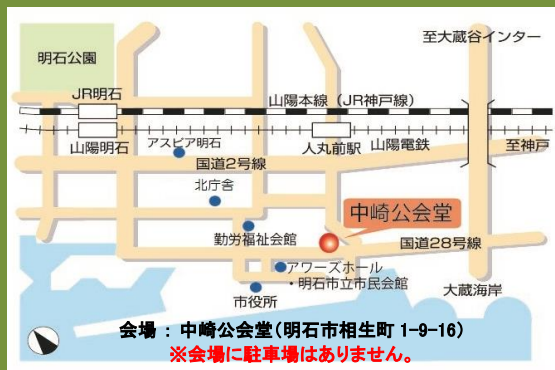 至大蔵谷インター
明石公園
JR明石
山陽本線（JR神戸線）
山陽明石
アスピア明石
人丸前駅
山陽電鉄
至神戸
国道2号線
北庁舎
中崎公会堂
勤労福祉会館
国道28号線
アワーズホール
・明石市立市民会館
市役所
大蔵海岸
会場 ： 中崎公会堂（明石市相生町 1-9-16）
※会場に駐車場はありません。